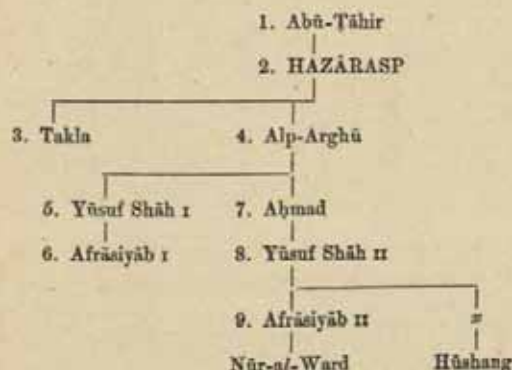 1. Abū-Ṭāhir
2. HAZÂRASP
3. Takla 4. Alp-Arghū
5. Yūsuf Shāh I 7. Aḥmad
6. Afrāsiyāb I 8. Yūsuf Shāh II
9. Afrāsiyāb II x
Nūr-al-Ward Hūshang